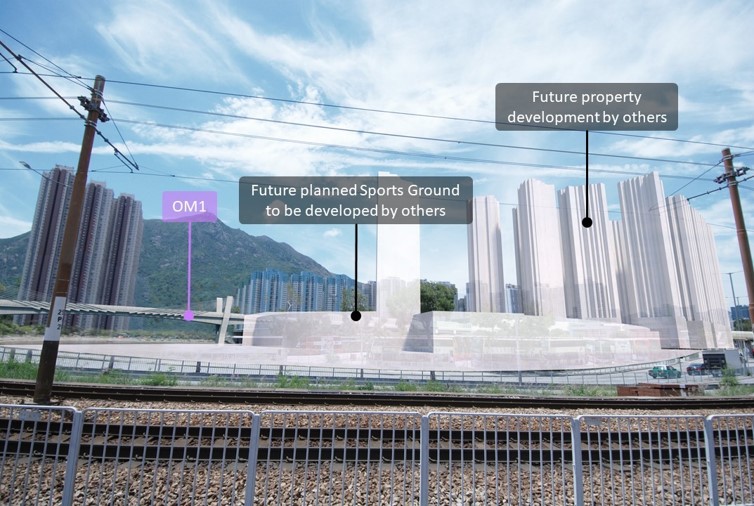 Future property
development by others
OM1
Future planned Sports Ground
to be developed by others